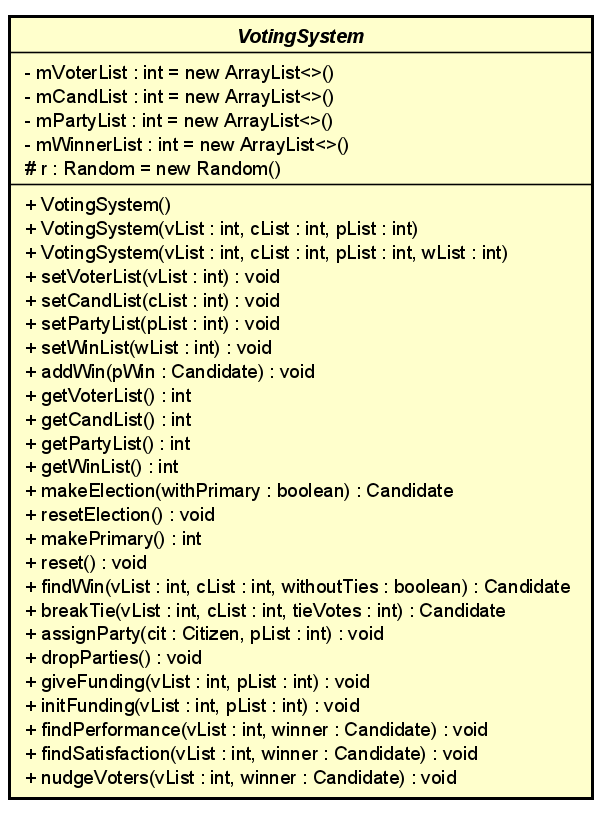 VotingSystem
- mVoterList : int = new ArrayList<>()
- mCandList : int = new ArrayList<>()
- mPartyList : int = new ArrayList<>()
- mWinnerList : int = new ArrayList<>()
# r : Random = new Random()
+ VotingSystem()
+ VotingSystem(vList : int, cList : int, pList : int)
+ VotingSystem(vList : int, cList : int, pList : int, wList : int)
+ setVoterList(vList : int) : void
+ setCandList(cList : int) : void
+ setPartyList(pList : int) : void
+ setWinList(wList : int) : void
+ addWin(pWin : Candidate) : void
+ getVoterList() : int
+ getCandList() : int
+ getPartyList() : int
+ getWinList() : int
+ makeElection(withPrimary : boolean) : Candidate
+ resetElection() : void
+ makePrimary() : int
+ reset() : void
+ findWin(vList : int, cList : int, withoutTies : boolean) : Candidate
+ breakTie(vList : int, cList : int, tieVotes : int) : Candidate
+ assignParty(cit : Citizen, pList : int) : void
+ dropParties() : void
+ giveFunding(vList : int, pList : int) : void
+ initFunding(vList : int, pList : int) : void
+ findPerformance(vList : int, winner : Candidate) : void
+ findSatisfaction(vList : int, winner : Candidate) : void
+ nudgeVoters(vList : int, winner : Candidate) : void